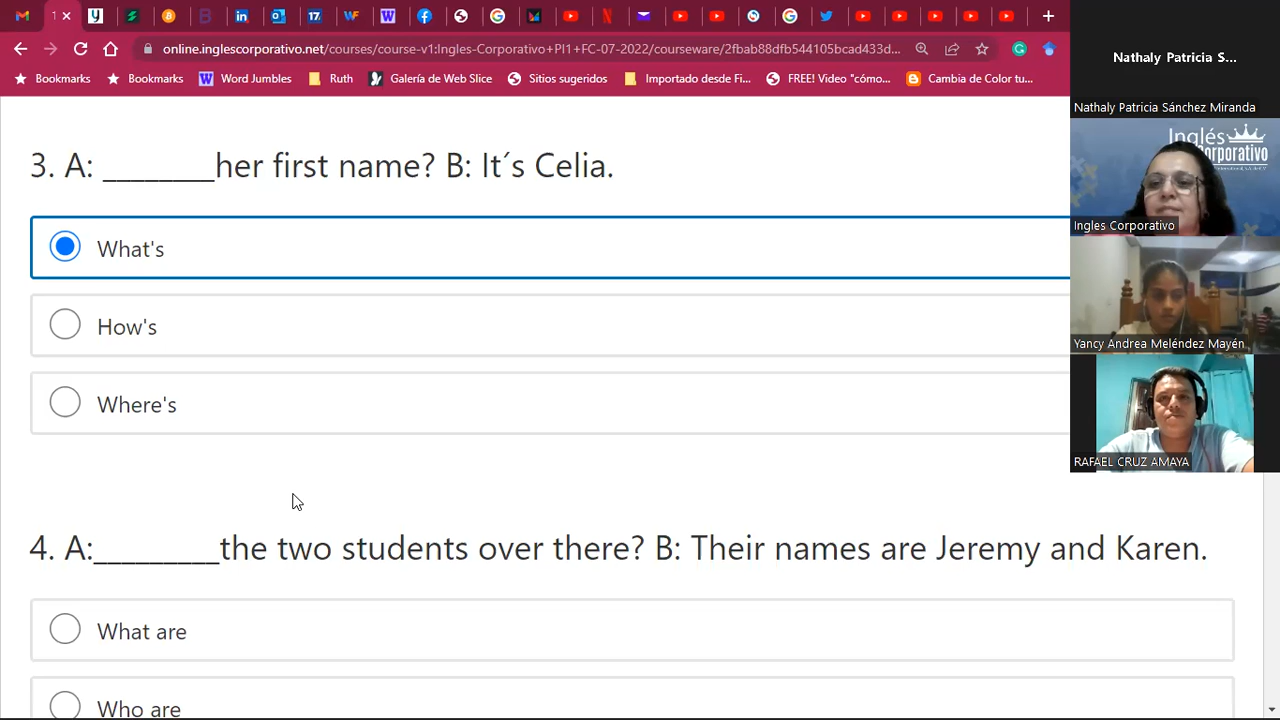 1
17
online.inglescorporativo.net/courses/course-v1:Ingles-Corporativo+PI1+FC-07-2022/courseware/2fbab88dfb544105bcad433d...
Bookmarks
Bookmarks
Word Jumbles
Ruth
Galería de Web Slice
Sitios sugeridos
Importado desde Fi...
FREE! Video "cómo...
Cambia de Color tu...
3. A: ________her first name? B: It´s Celia.
What's
How's
Where's
4. A:_________the two students over there? B: Their names are Jeremy and Karen.
What are
Who are
Nathaly Patricia S...
Nathaly Patricia Sánchez Miranda
Inglés
Ingles Corporativo
Yancy Andrea Meléndez Mayén
RAFAEL CRUZ AMAYA